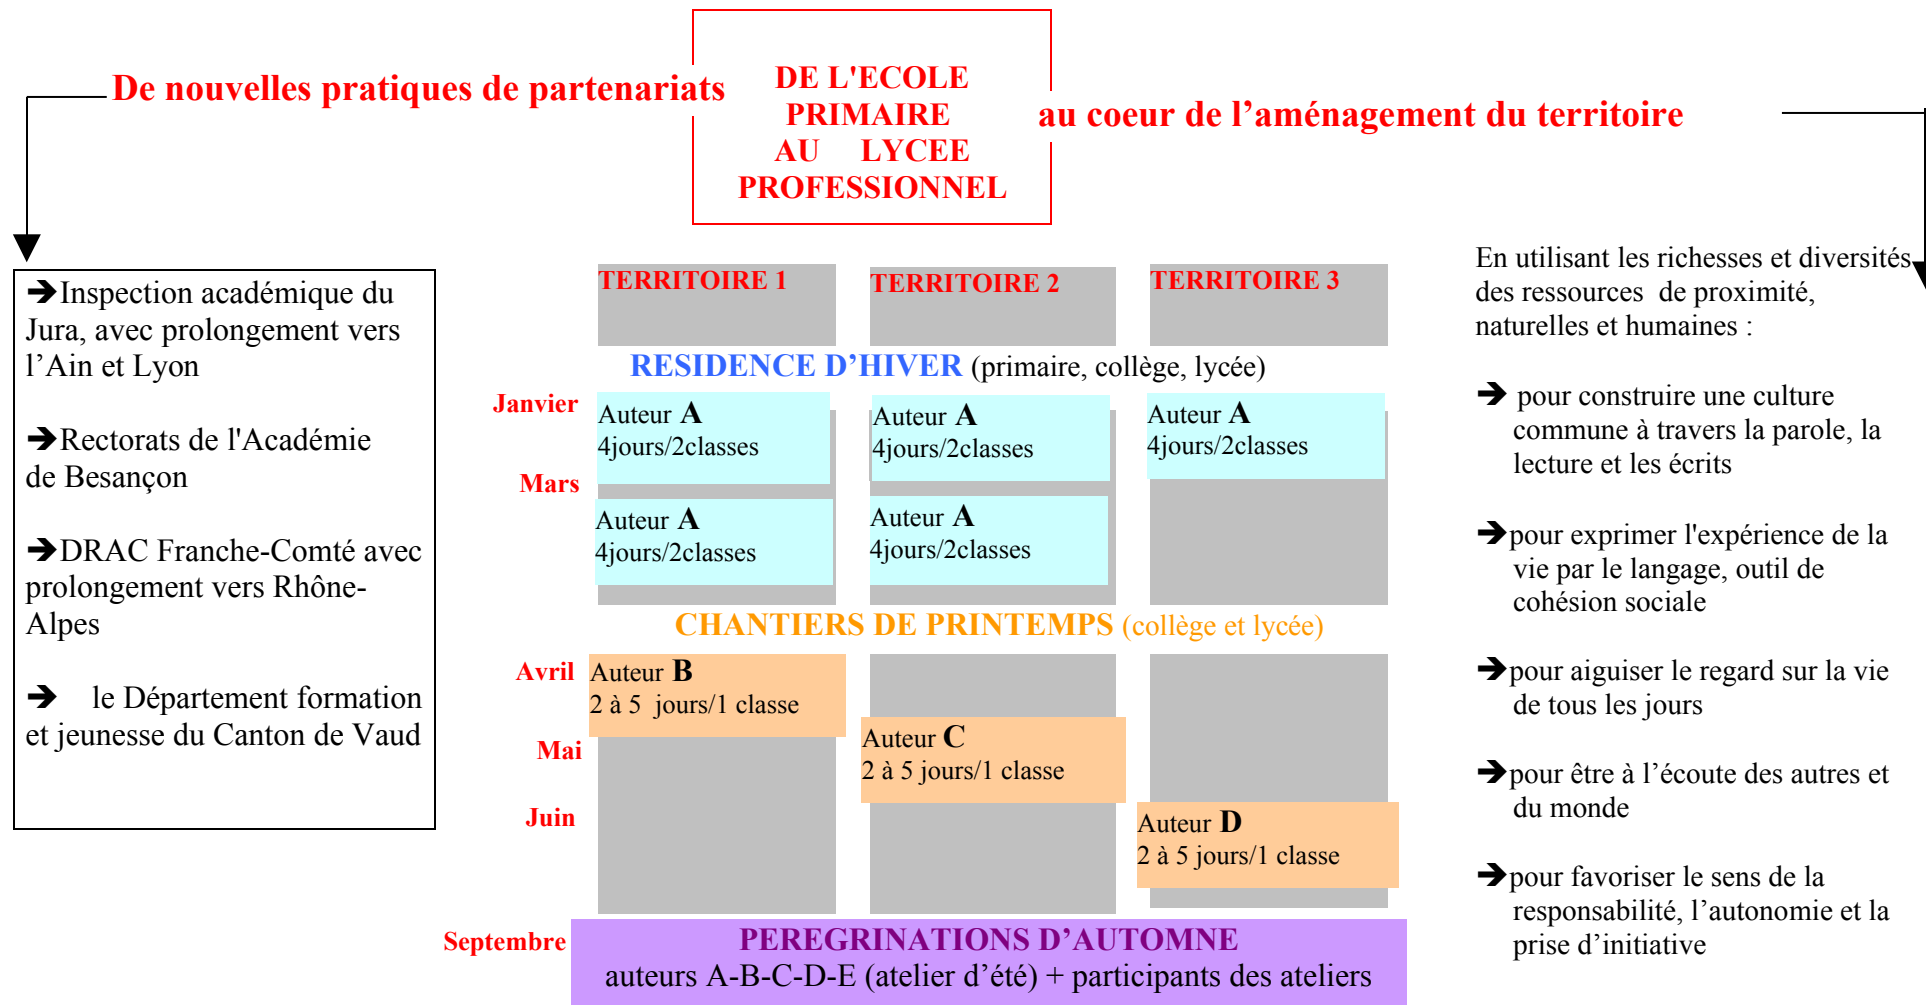 De nouvelles pratiques de partenariats
DE L'ECOLE
PRIMAIRE
AU LYCEE
PROFESSIONNEL
au coeur de l’aménagement du territoire
➔Inspection académique du
Jura, avec prolongement vers
l’Ain et Lyon
➔Rectorats de l'Académie
de Besançon
➔DRAC Franche-Comté avec
prolongement vers Rhône-
Alpes
➔ le Département formation
et jeunesse du Canton de Vaud
TERRITOIRE 1
TERRITOIRE 2
TERRITOIRE 3
RESIDENCE D’HIVER (primaire, collège, lycée)
Janvier
Auteur A
4jours/2classes
Auteur A
4jours/2classes
Auteur A
4jours/2classes
Mars
Auteur A
4jours/2classes
Auteur A
4jours/2classes
CHANTIERS DE PRINTEMPS (collège et lycée)
Avril
Auteur B
2 à 5 jours/1 classe
Mai
Auteur C
2 à 5 jours/1 classe
Juin
Auteur D
2 à 5 jours/1 classe
Septembre
PEREGRINATIONS D’AUTOMNE
auteurs A-B-C-D-E (atelier d’été) + participants des ateliers
En utilisant les richesses et diversités
des ressources de proximité,
naturelles et humaines :
➔ pour construire une culture
commune à travers la parole, la
lecture et les écrits
➔pour exprimer l'expérience de la
vie par le langage, outil de
cohésion sociale
➔pour aiguiser le regard sur la vie
de tous les jours
➔pour être à l’écoute des autres et
du monde
➔pour favoriser le sens de la
responsabilité, l’autonomie et la
prise d’initiative